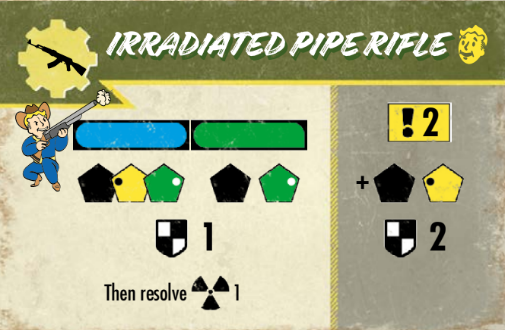 IRRADIATED PIPE RIFLE
! 2
+
1
2
Then resolve 1